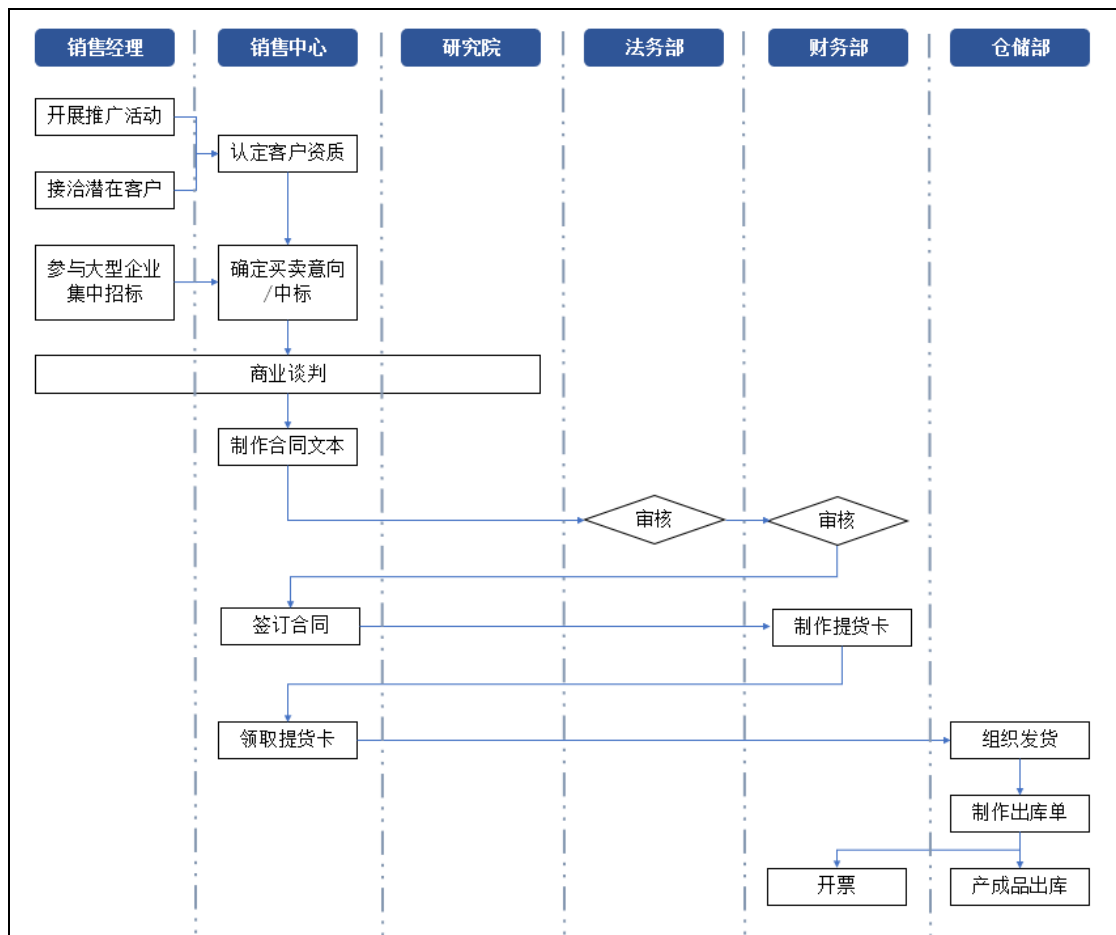 销售经理
销售中心
研究院
法务部
财务部
仓储部
开展推广活动
认定客户资质
接洽潜在客户
参与大型企业
集中招标
确定买卖意向
/中标
商业谈判
制作合同文本
审核
审核
签订合同
制作提货卡
领取提货卡
组织发货
制作出库单
开票
产成品出库